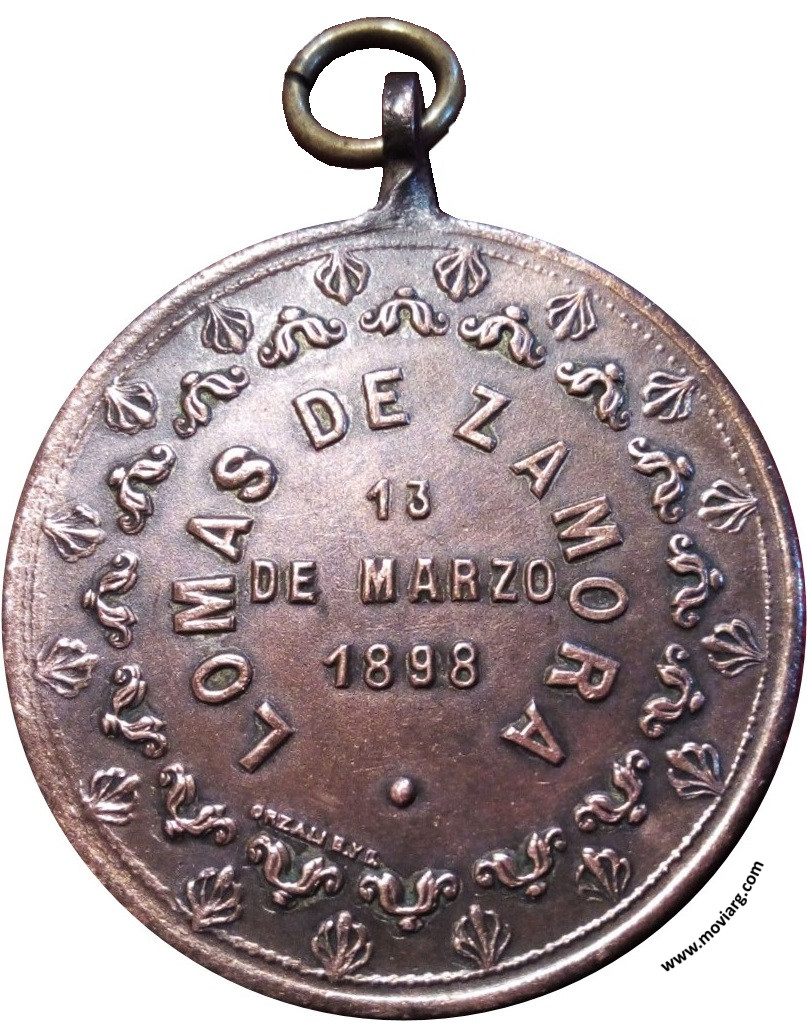 LOMAS DE ZAMORA
13
DE MARZO
1898
ORZALI B. Y C.
www.moviarg.com